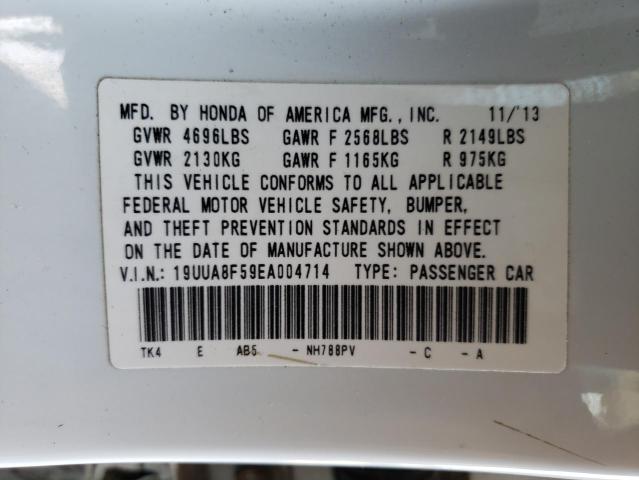 MFD. BY HONDA OF AMERICA MFG., INC. 11/'13
GVWR 4696LBS GAWR F 2568LBS R 2149LBS
GVWR 2130KG GAWR F 1165KG R 975KG
THIS VEHICLE CONFORMS TO ALL APPLICABLE
FEDERAL MOTOR VEHICLE SAFETY, BUMPER,
AND THEFT PREVENTION STANDARDS IN EFFECT
ON THE DATE OF MANUFACTURE SHOWN ABOVE.
V.I.N.: 19UUA8F59EA004714 TYPE: PASSENGER CAR
TK4 E AB5 - NH788PV - C - A